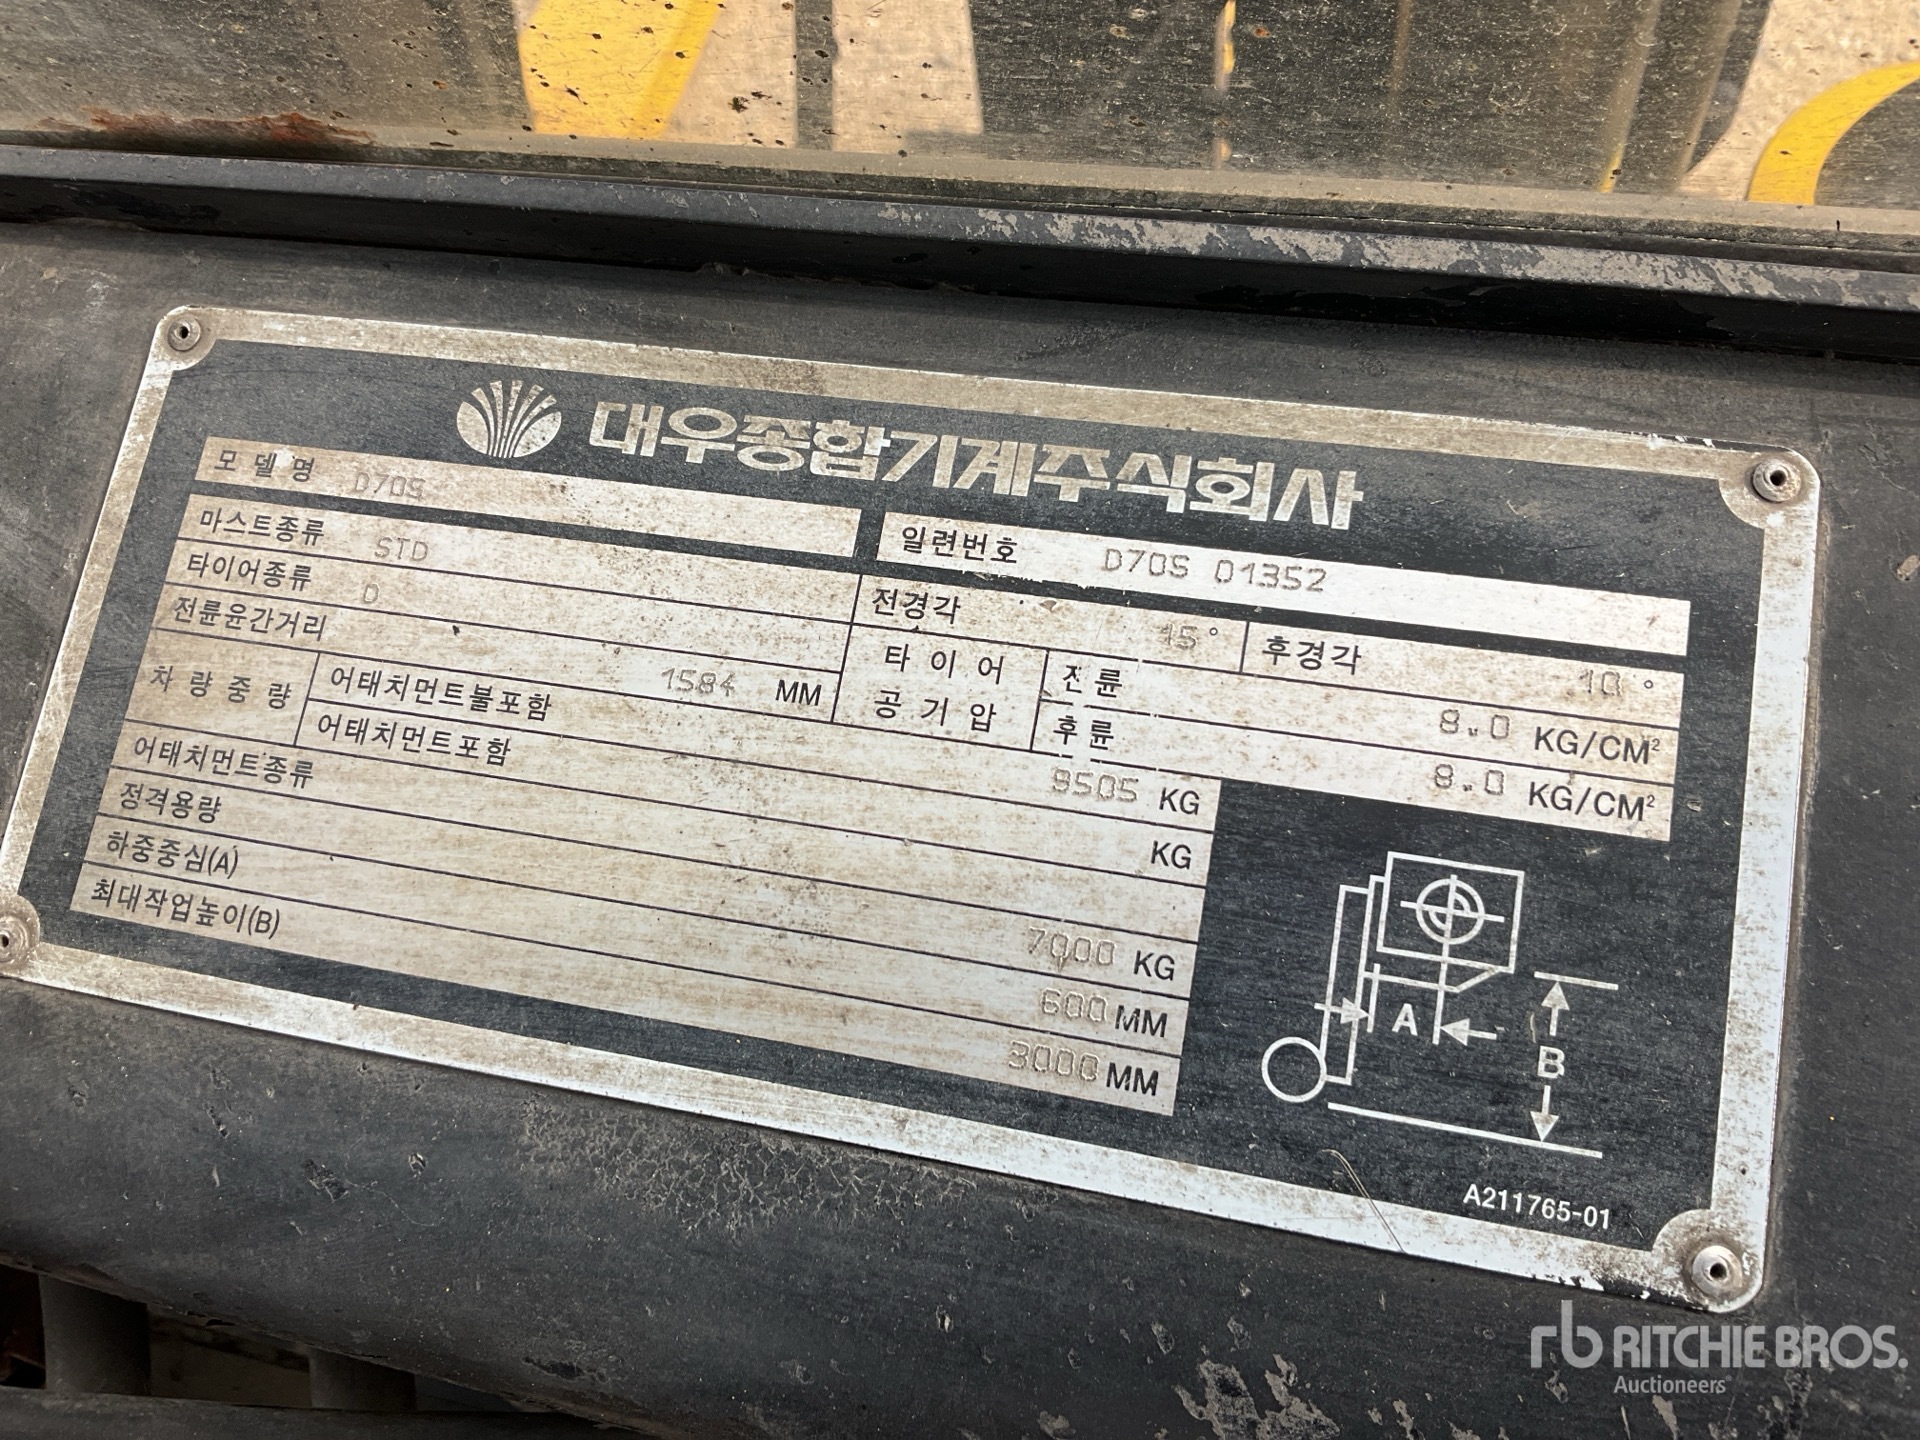 대우종합기계주식회사
모델명 D70S
일련번호 D70S 01352
마스트종류 STD
전경각 15° 후경각 10°
타이어종류 D
타이어 공기압 전륜 8.0 KG/CM²
후륜 8.0 KG/CM²
전륜윤간거리 1584 MM
차량중량 어태치먼트불포함 9505 KG
어태치먼트포함 KG
어태치먼트종류
정격용량 7000 KG
하중중심(A) 600 MM
최대작업높이(B) 3000 MM
A
B
A211765-01
rb RITCHIE BROS.
Auctioneers